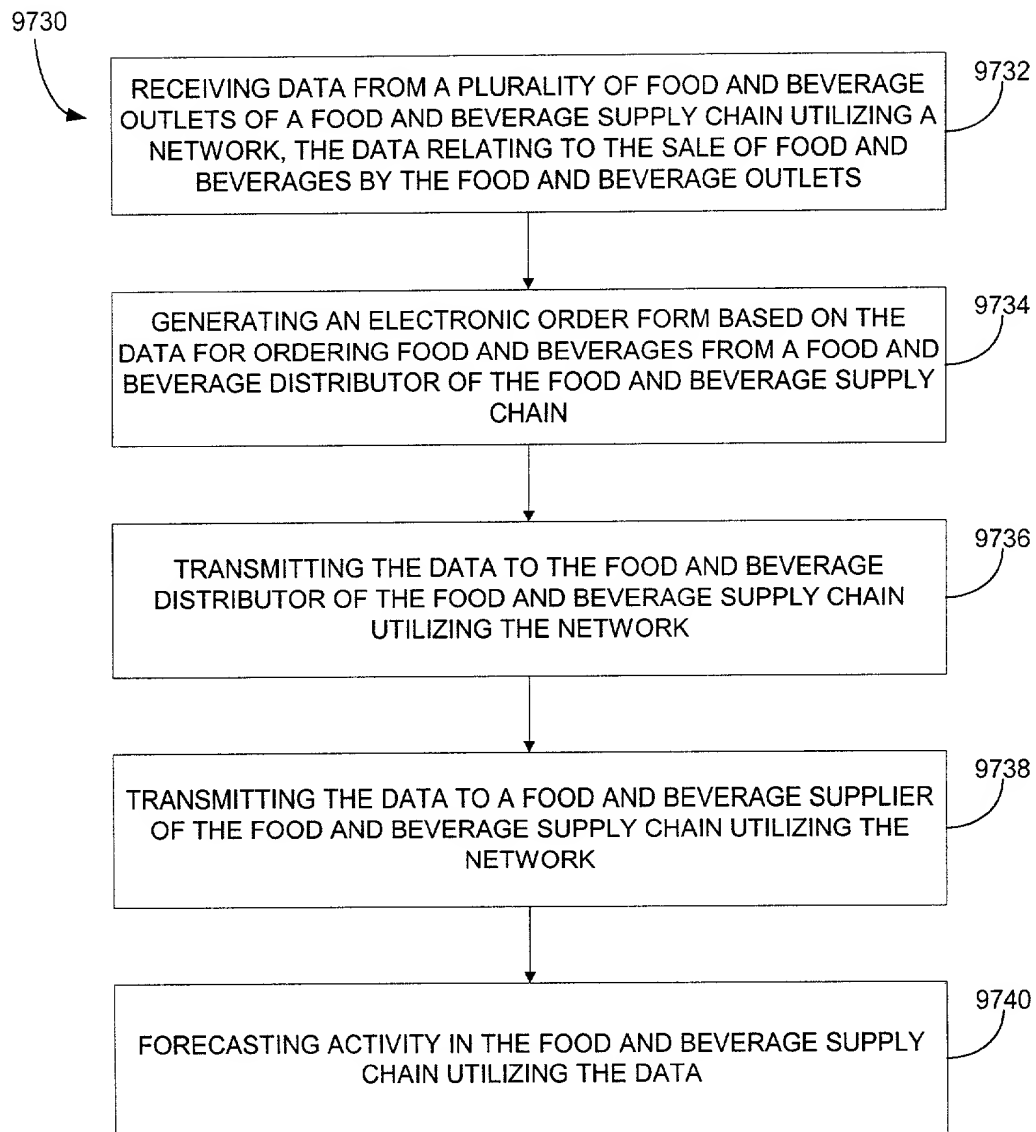 9730
RECEIVING DATA FROM A PLURALITY OF FOOD AND BEVERAGE
OUTLETS OF A FOOD AND BEVERAGE SUPPLY CHAIN UTILIZING A
NETWORK, THE DATA RELATING TO THE SALE OF FOOD AND
BEVERAGES BY THE FOOD AND BEVERAGE OUTLETS
9732
GENERATING AN ELECTRONIC ORDER FORM BASED ON THE
DATA FOR ORDERING FOOD AND BEVERAGES FROM A FOOD AND
BEVERAGE DISTRIBUTOR OF THE FOOD AND BEVERAGE SUPPLY
CHAIN
9734
TRANSMITTING THE DATA TO THE FOOD AND BEVERAGE
DISTRIBUTOR OF THE FOOD AND BEVERAGE SUPPLY CHAIN
UTILIZING THE NETWORK
9736
TRANSMITTING THE DATA TO A FOOD AND BEVERAGE SUPPLIER
OF THE FOOD AND BEVERAGE SUPPLY CHAIN UTILIZING THE
NETWORK
9738
FORECASTING ACTIVITY IN THE FOOD AND BEVERAGE SUPPLY
CHAIN UTILIZING THE DATA
9740